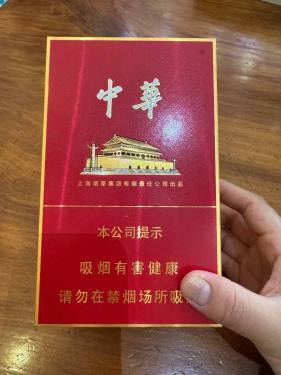 中華
上海烟草集团有限责任公司出品
本公司提示
吸烟有害健康
请勿在禁烟场所吸